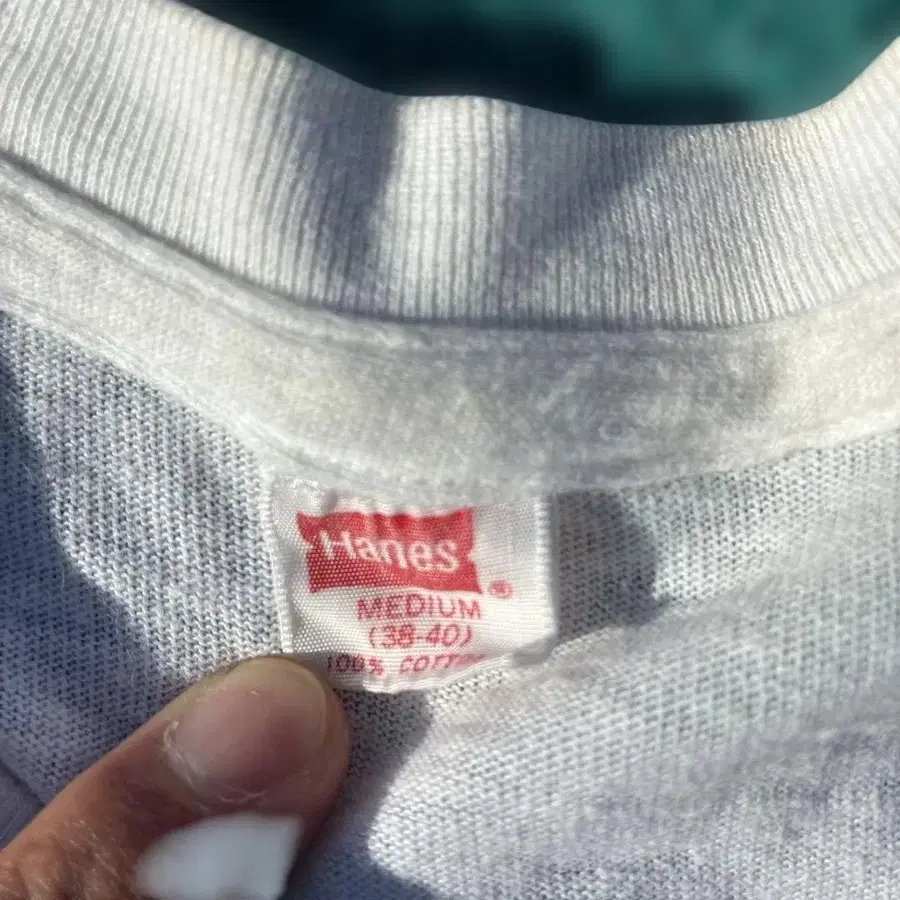 Hanes
®
MEDIUM
(38-40)
100% COTTON